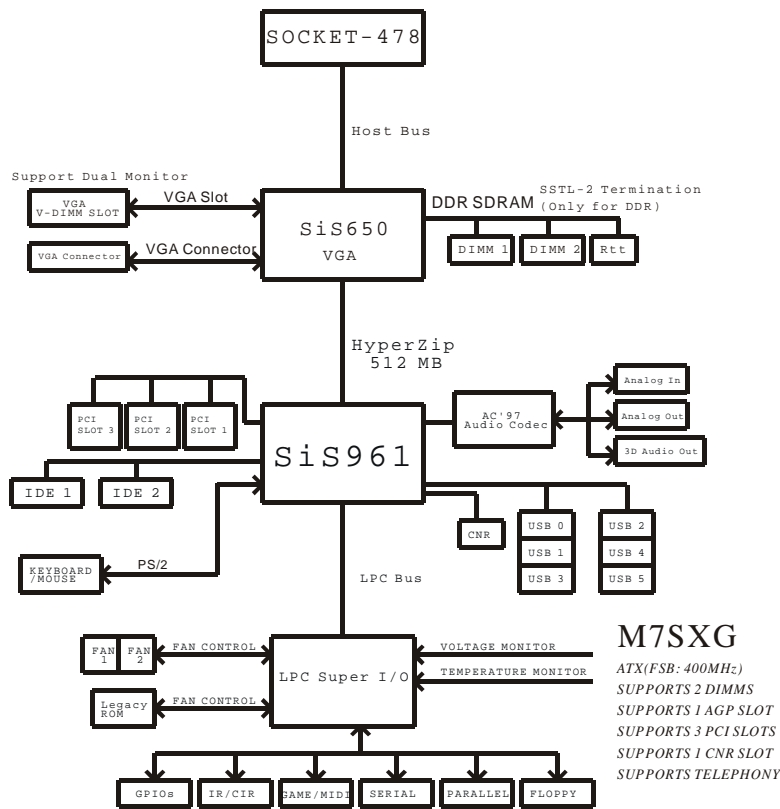 SOCKET-478
Host Bus
Support Dual Monitor
VGA
V-DIMM SLOT
VGA Slot
VGA Connector
VGA Connector
SiS650
VGA
DDR SDRAM
SSTL-2 Termination
(Only for DDR)
DIMM 1
DIMM 2
Rtt
HyperZip
512 MB
PCI
SLOT 3
PCI
SLOT 2
PCI
SLOT 1
SiS961
AC'97
Audio Codec
Analog In
Analog Out
3D Audio Out
IDE 1
IDE 2
CNR
USB 0
USB 1
USB 3
USB 2
USB 4
USB 5
KEYBOARD
/MOUSE
PS/2
LPC Bus
FAN
1
FAN
2
FAN CONTROL
Legacy
ROM
FAN CONTROL
LPC Super I/O
VOLTAGE MONITOR
TEMPERATURE MONITOR
GPIOs
IR/CIR
GAME/MIDI
SERIAL
PARALLEL
FLOPPY
M7SXG
ATX(FSB: 400MHz)
SUPPORTS 2 DIMMS
SUPPORTS 1 AGP SLOT
SUPPORTS 3 PCI SLOTS
SUPPORTS 1 CNR SLOT
SUPPORTS TELEPHONY